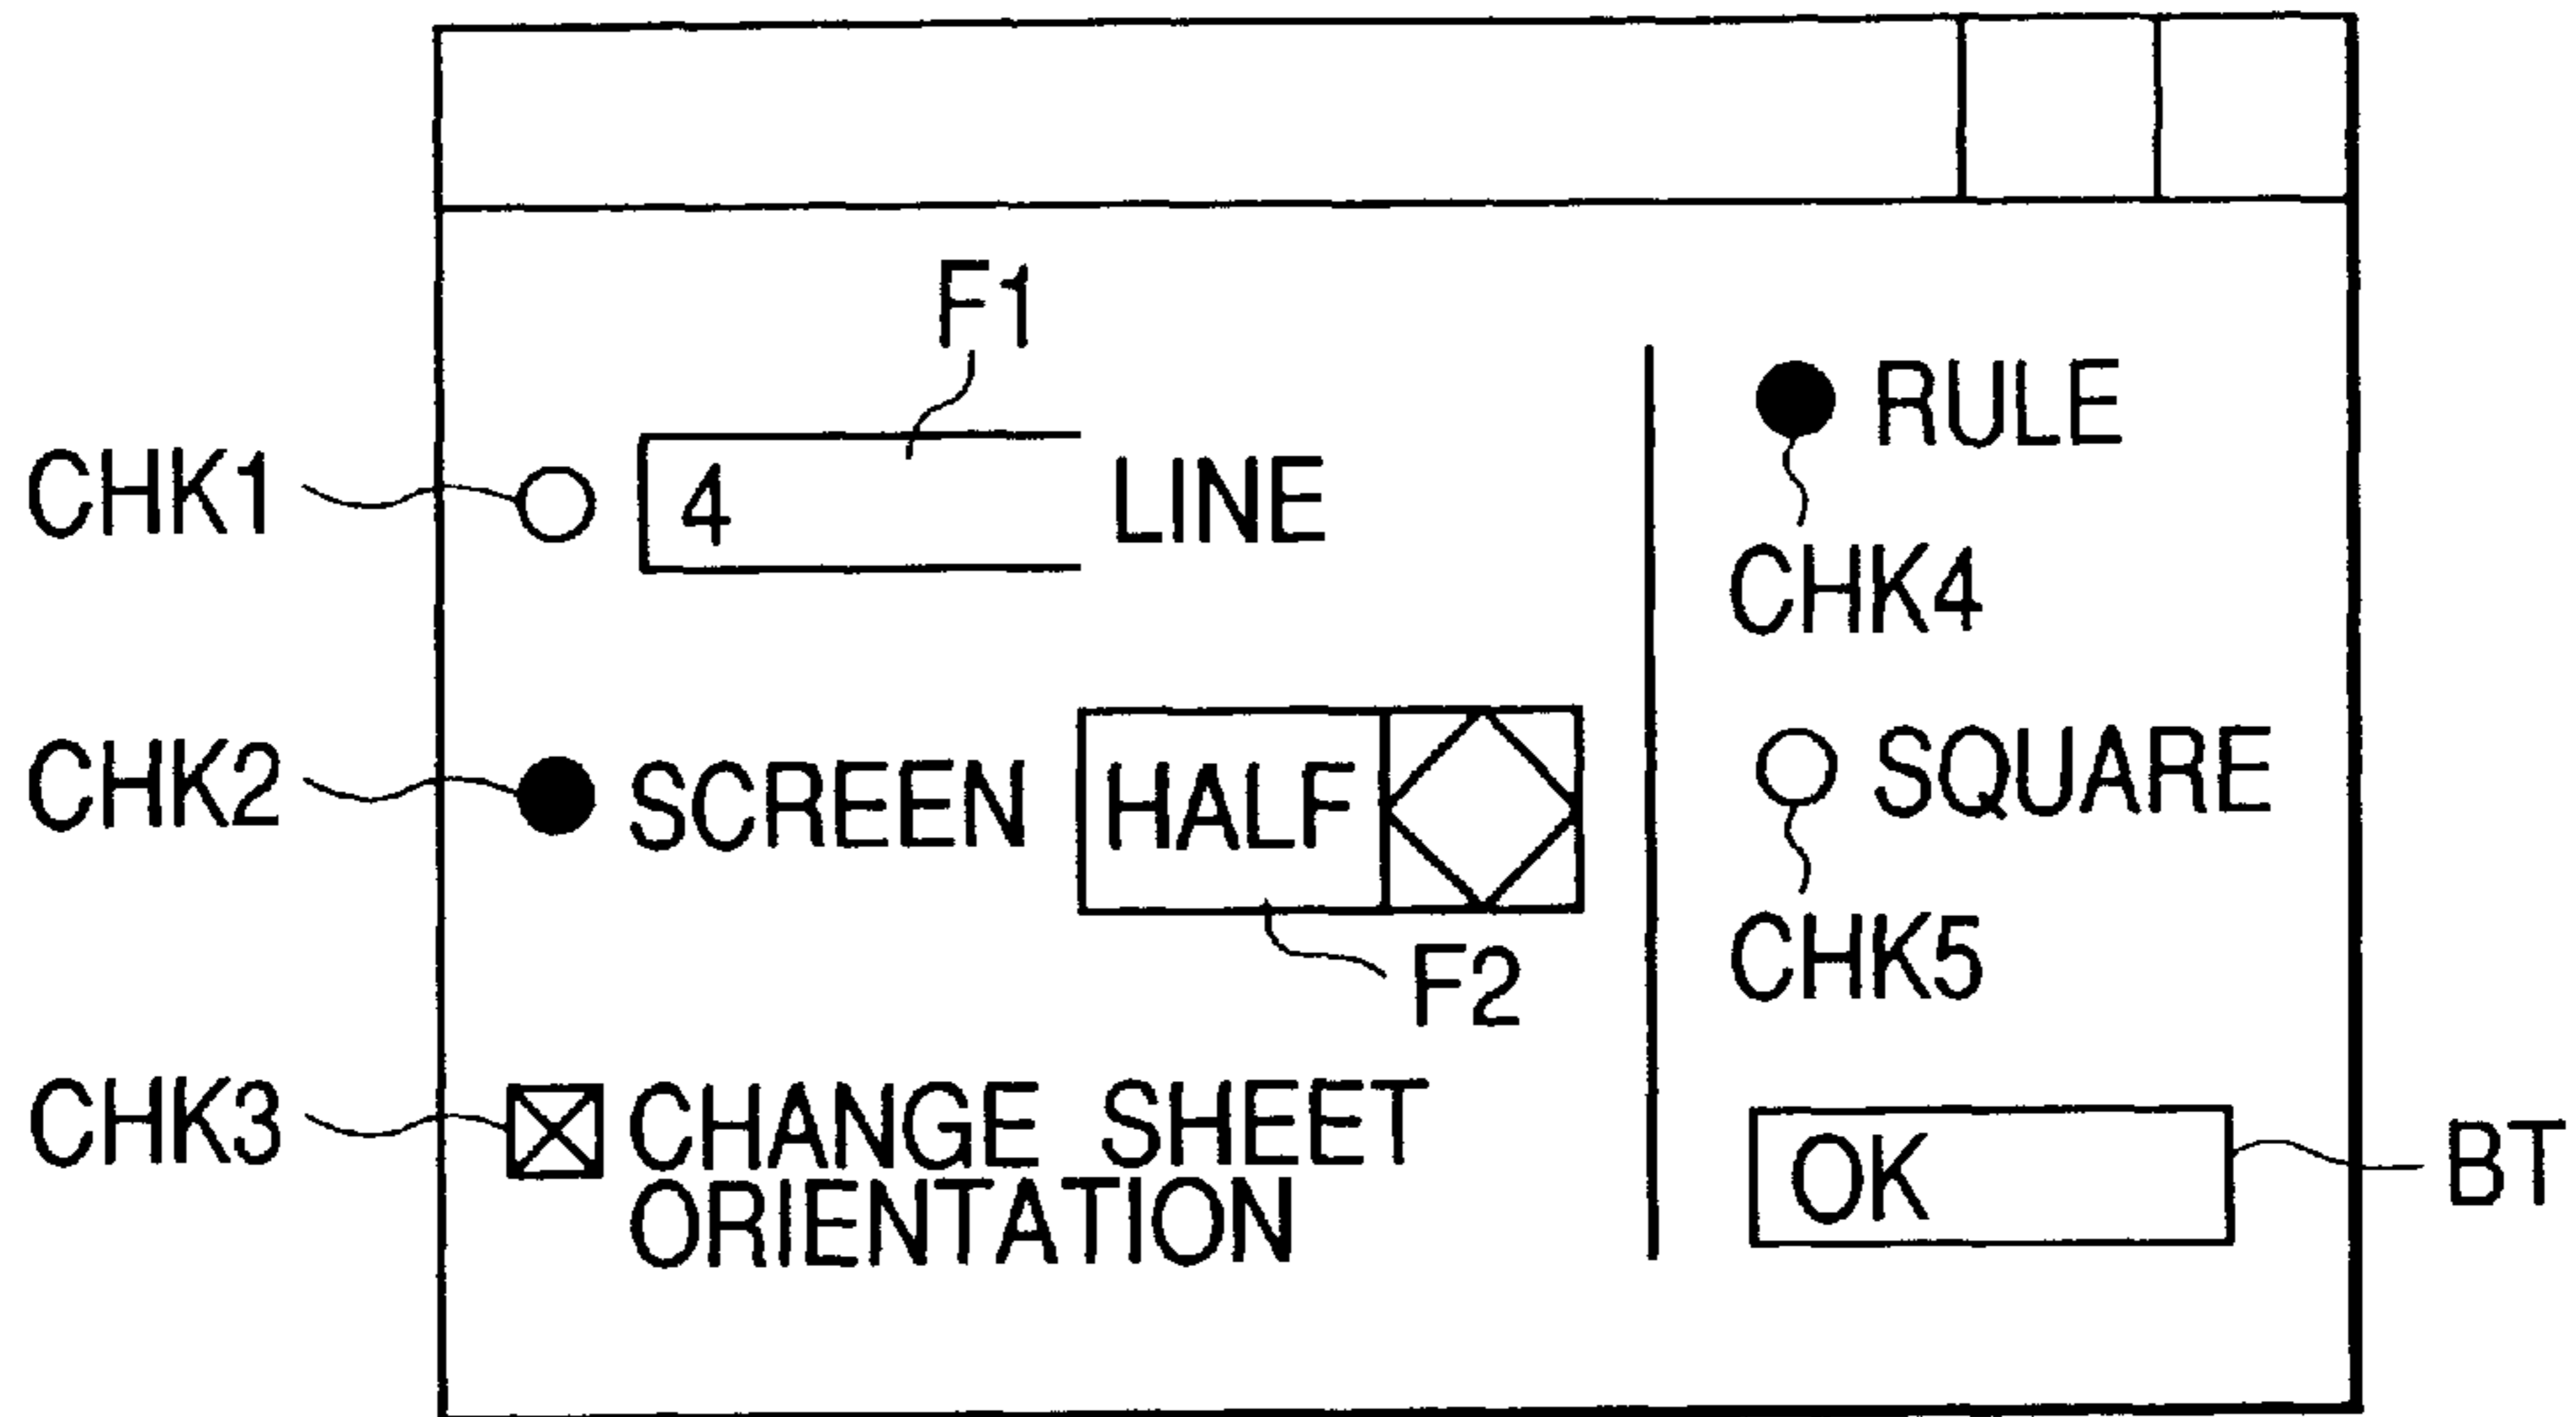 F1
CHK1
4
LINE
RULE
CHK4
CHK2
SCREEN
HALF
F2
SQUARE
CHK5
CHK3
CHANGE SHEET
ORIENTATION
OK
BT